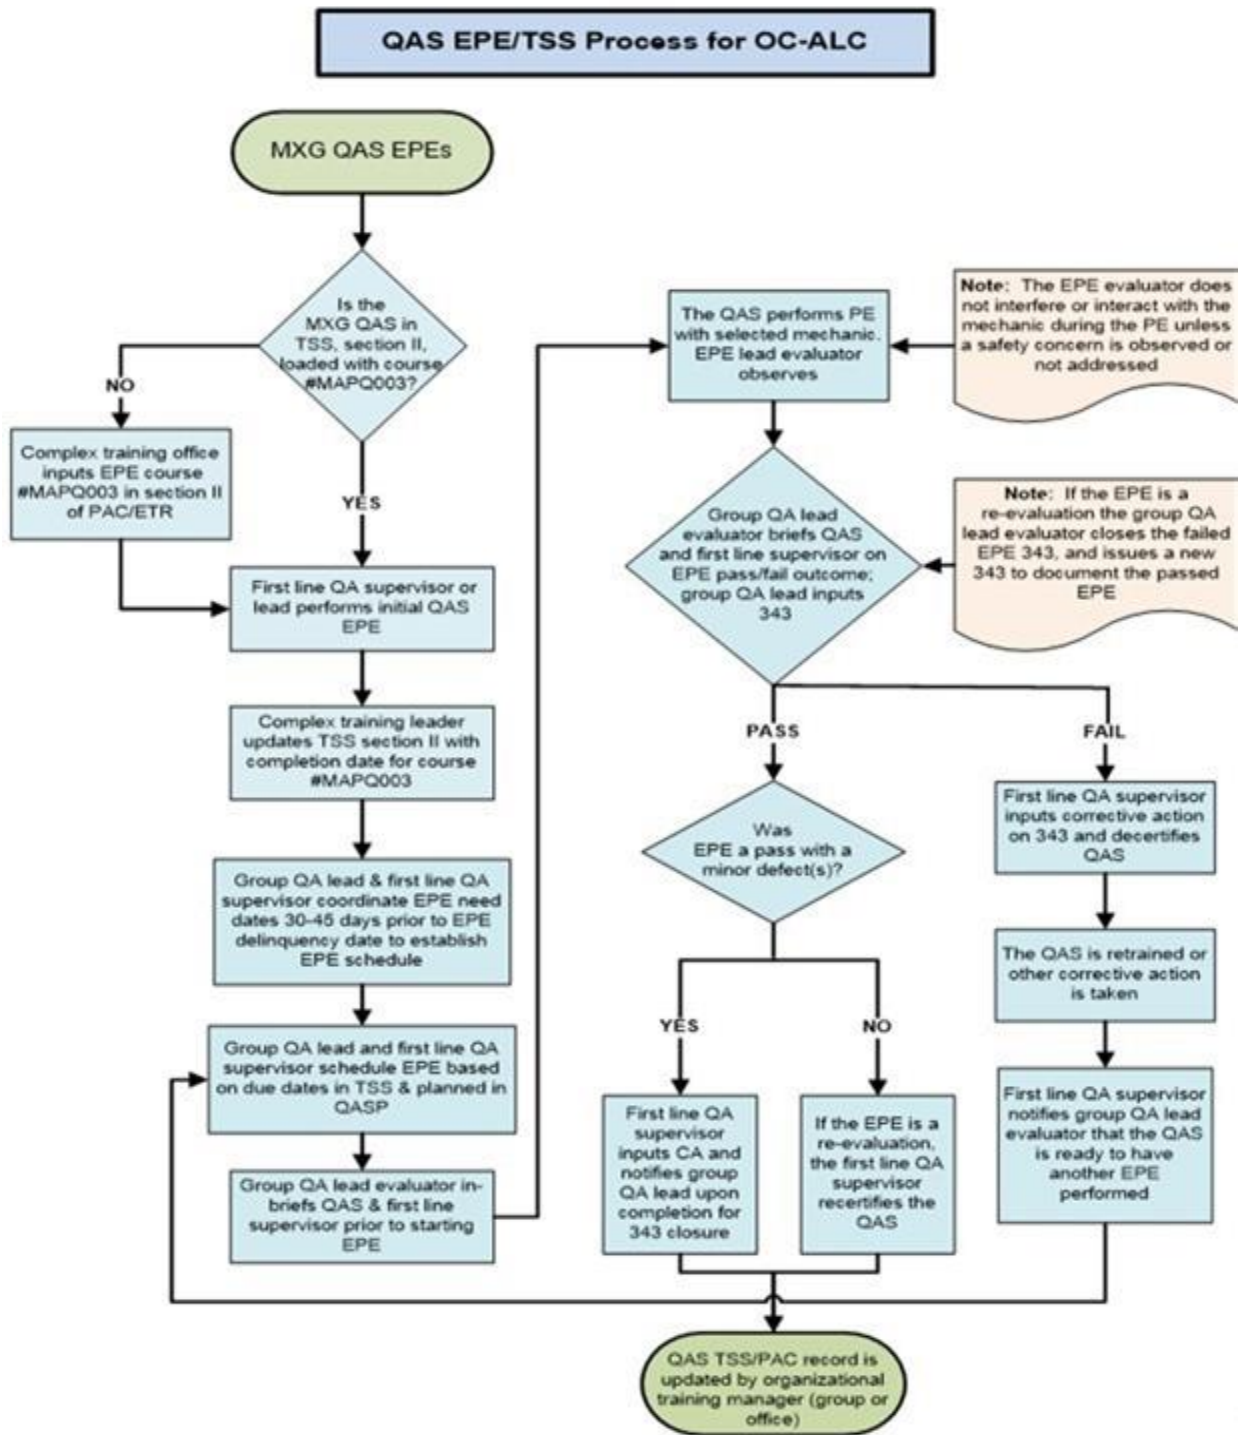 QAS EPE/TSS Process for OC-ALC
MXG QAS EPEs
Is the
MXG QAS in
TSS, section II,
loaded with course
#MAPQ003?
NO
Complex training office
inputs EPE course
#MAPQ003 in section II
of PAC/ETR
YES
First line QA supervisor or
lead performs initial QAS
EPE
Complex training leader
updates TSS section II with
completion date for course
#MAPQ003
Group QA lead & first line QA
supervisor coordinate EPE need
dates 30-45 days prior to EPE
delinquency date to establish
EPE schedule
Group QA lead and first line QA
supervisor schedule EPE based
on due dates in TSS & planned in
QASP
Group QA lead evaluator in-
briefs QAS & first line
supervisor prior to starting
EPE
The QAS performs PE
with selected mechanic.
EPE lead evaluator
observes
Note: The EPE evaluator does
not interfere or interact with the
mechanic during the PE unless
a safety concern is observed or
not addressed
Group QA lead
evaluator briefs QAS
and first line supervisor on
EPE pass/fail outcome;
group QA lead inputs
343
Note: If the EPE is a
re-evaluation the group QA
lead evaluator closes the failed
EPE 343, and issues a new
343 to document the passed
EPE
PASS
FAIL
Was
EPE a pass with a
minor defect(s)?
First line QA supervisor
inputs corrective action
on 343 and decertifies
QAS
The QAS is retrained or
other corrective action
is taken
YES
NO
First line QA
supervisor
inputs CA and
notifies group
QA lead upon
completion for
343 closure
If the EPE is a
re-evaluation,
the first line QA
supervisor
recertifies the
QAS
First line QA supervisor
notifies group QA lead
evaluator that the QAS
is ready to have
another EPE
performed
QAS TSS/PAC record is
updated by organizational
training manager (group or
office)